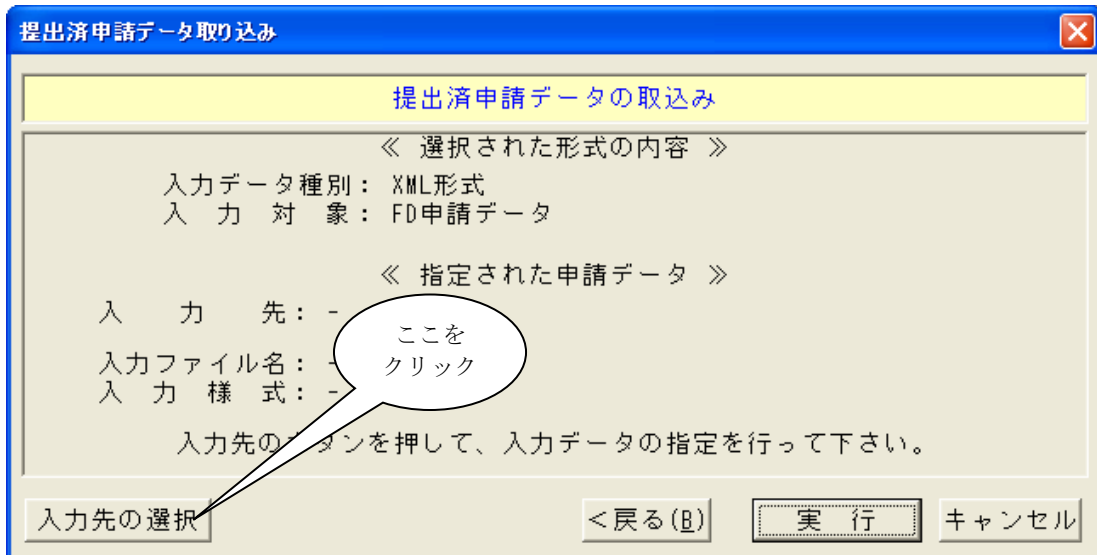 提出済申請データ取り込み
提出済申請データの取込み
≪ 選択された形式の内容 ≫
入力データ種別： XML形式
入 力 対 象： FD申請データ
≪ 指定された申請データ ≫
入 力 先： -
ここを
クリック
入力ファイル名： -
入 力 様 式： -
入力先のボタンを押して、入力データの指定を行って下さい。
入力先の選択
<戻る(B)
実 行
キャンセル